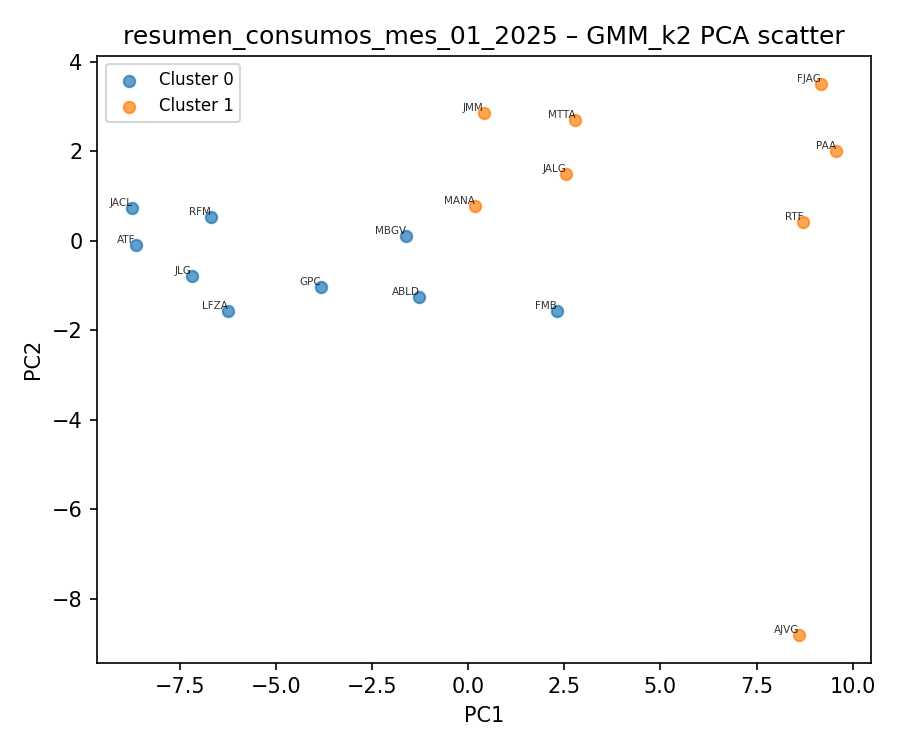 resumen_consumos_mes_01_2025 – GMM_k2 PCA scatter
Cluster 0
Cluster 1
4
2
0
−2
−4
−6
−8
PC2
FJAG
JMM
MTTA
PAA
JALG
MANA
JACL
RFM
RTF
MBGV
ATF
JLG
GPC
ABLD
LFZA
FMB
AJVG
−7.5 −5.0 −2.5 0.0 2.5 5.0 7.5 10.0
PC1